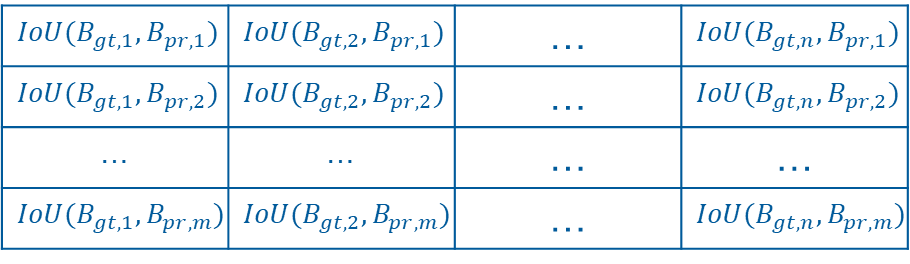 IoU(B_{gt,1}, B_{pr,1}) IoU(B_{gt,2}, B_{pr,1}) ... IoU(B_{gt,n}, B_{pr,1})
IoU(B_{gt,1}, B_{pr,2}) IoU(B_{gt,2}, B_{pr,2}) ... IoU(B_{gt,n}, B_{pr,2})
... ... ... ...
IoU(B_{gt,1}, B_{pr,m}) IoU(B_{gt,2}, B_{pr,m}) ... IoU(B_{gt,n}, B_{pr,m})